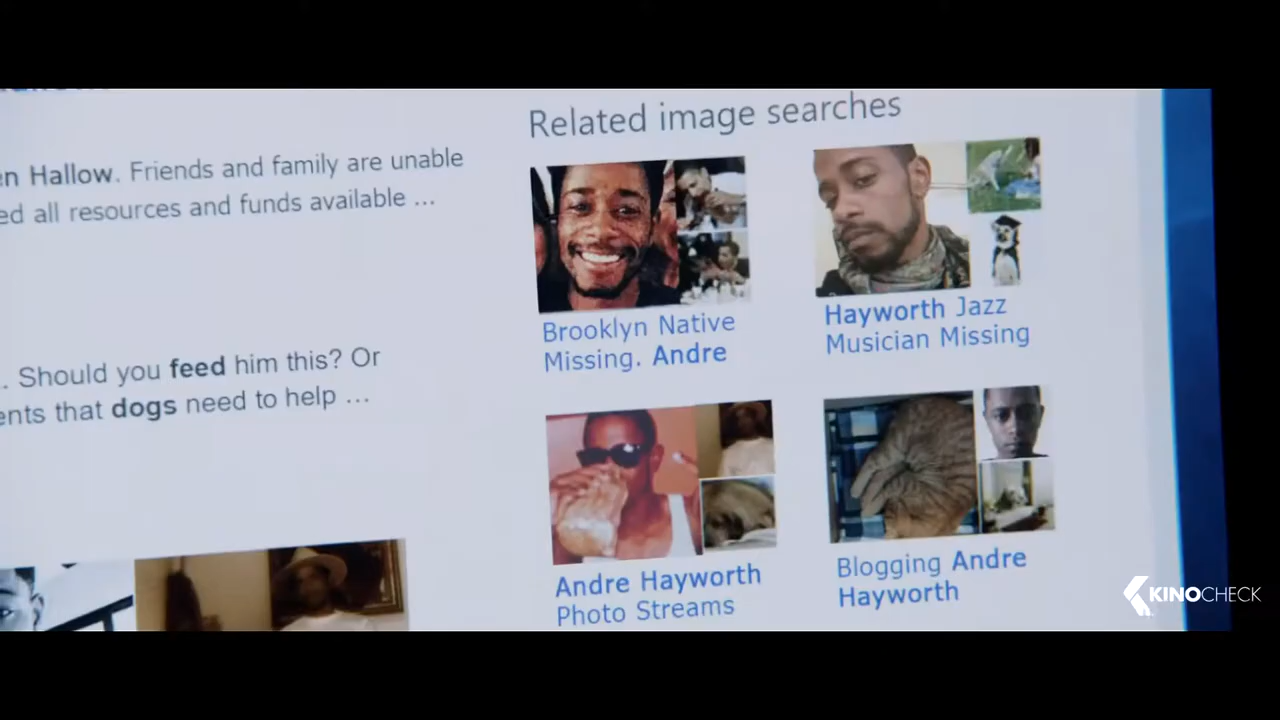 Related image searches
en Hallow. Friends and family are unable
ed all resources and funds available ...
Brooklyn Native
Missing. Andre
Hayworth Jazz
Musician Missing
. Should you feed him this? Or
ents that dogs need to help ...
Andre Hayworth
Photo Streams
Blogging Andre
Hayworth
KINOCHECK